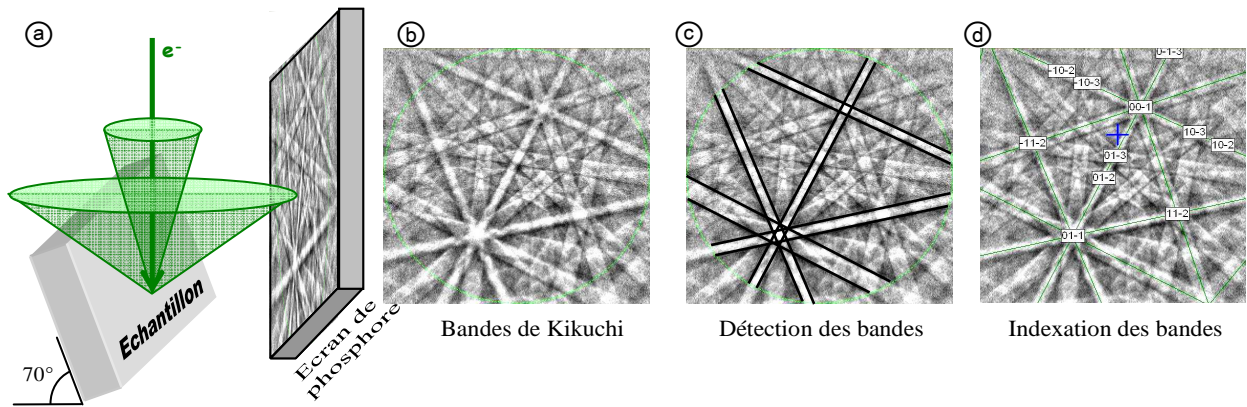 a
e-
Echantillon
70°
Ecran de
phosphore
b
Bandes de Kikuchi
c
Détection des bandes
d
0-1-3
-10-2
-10-3
00-1
10-3
10-2
-11-2
01-3
01-2
11-2
01-1
Indexation des bandes